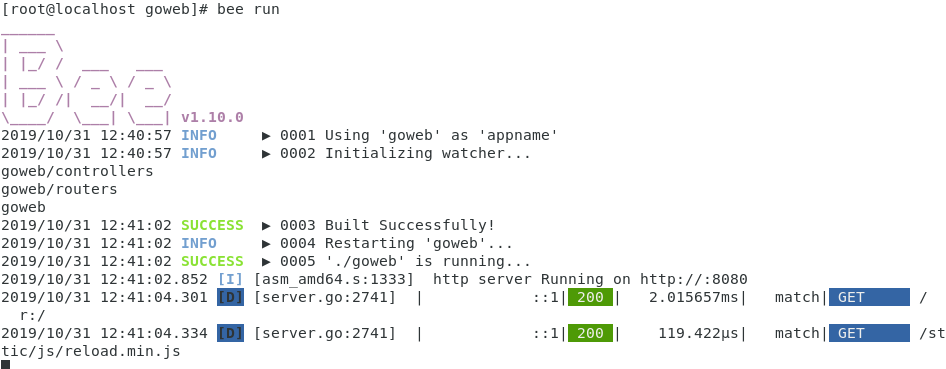 [root@localhost goweb]# bee run
______
| ___ \
| |_/ /  ___   ___
| ___ \ / _ \ / _ \
| |_/ /|  __/|  __/
\____/  \___| \___| v1.10.0
2019/10/31 12:40:57 INFO     ▶ 0001 Using 'goweb' as 'appname'
2019/10/31 12:40:57 INFO     ▶ 0002 Initializing watcher...
goweb/controllers
goweb/routers
goweb
2019/10/31 12:41:02 SUCCESS  ▶ 0003 Built Successfully!
2019/10/31 12:41:02 INFO     ▶ 0004 Restarting 'goweb'...
2019/10/31 12:41:02 SUCCESS  ▶ 0005 './goweb' is running...
2019/10/31 12:41:02.852 [I] [asm_amd64.s:1333]  http server Running on http://:8080
2019/10/31 12:41:04.301 [D] [server.go:2741]  |            ::1| 200 |   2.015657ms|   match| GET      /
  r:/
2019/10/31 12:41:04.334 [D] [server.go:2741]  |            ::1| 200 |    119.422µs|   match| GET      /st
tic/js/reload.min.js